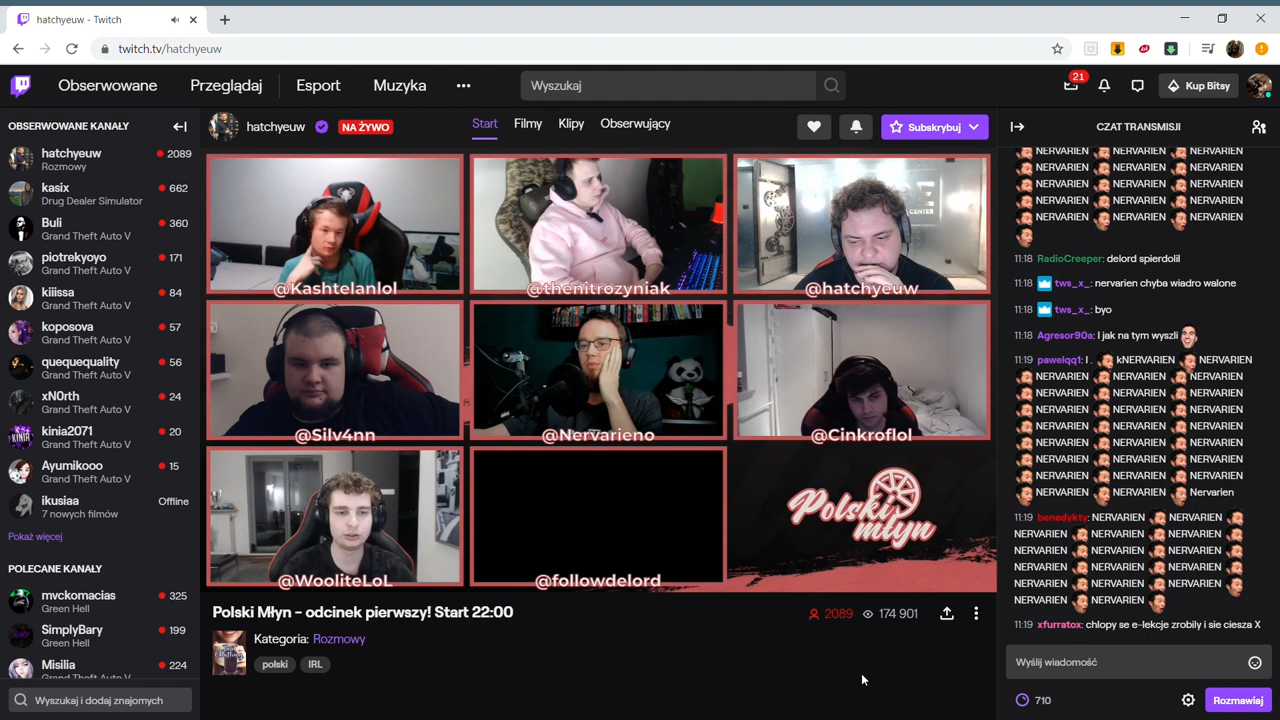 hatchyeuw - Twitch
twitch.tv/hatchyeuw
Obserwowane
Przeglądaj
Esport
Muzyka
Wyszukaj
21
Kup Bitsy
OBSERWOWANE KANAŁY
hatchyeuw 2089
Rozmowy
kasix 662
Drug Dealer Simulator
Buli 360
Grand Theft Auto V
piotrekyoyo 171
Grand Theft Auto V
kiiissa 84
Grand Theft Auto V
koposova 57
Grand Theft Auto V
quequequality 56
Grand Theft Auto V
xN0rth 24
Grand Theft Auto V
kinia2071 20
Grand Theft Auto V
Ayumikooo 15
Grand Theft Auto V
ikusiaa Offline
7 nowych filmów
Pokaż więcej
POLECANE KANAŁY
mvckomacias 325
Green Hell
SimplyBary 199
Green Hell
Misilia 224
Wyszukaj i dodaj znajomych
hatchyeuw
NA ŻYWO
Start
Filmy
Klipy
Obserwujący
Subskrybuj
CENTER
@Kashtelanlol
@thenitrozyniak
@hatchyeuw
@Silv4nn
@Nervarieno
@Cinkroflol
@WooliteLoL
@followdelord
Polski
młyn
Polski Młyn - odcinek pierwszy! Start 22:00
2089
174 901
Kategoria: Rozmowy
polski
IRL
CZAT TRANSMISJI
NERVARIEN NERVARIEN NERVARIEN
NERVARIEN NERVARIEN NERVARIEN
NERVARIEN NERVARIEN NERVARIEN
NERVARIEN NERVARIEN NERVARIEN
NERVARIEN NERVARIEN NERVARIEN
11:18 RadioCreeper: delord spierdolil
11:18 tws_x_: nervarien chyba wiadro walone
11:18 tws_x_: byo
11:18 Agresor90a: I jak na tym wyszli
11:19 pawelqq1: I . kNERVARIEN NERVARIEN
NERVARIEN NERVARIEN NERVARIEN
NERVARIEN NERVARIEN NERVARIEN
NERVARIEN NERVARIEN NERVARIEN
NERVARIEN NERVARIEN NERVARIEN
NERVARIEN NERVARIEN NERVARIEN
NERVARIEN NERVARIEN NERVARIEN
NERVARIEN NERVARIEN NERVARIEN
NERVARIEN NERVARIEN Nervarien
11:19 benedykty: NERVARIEN NERVARIEN
NERVARIEN NERVARIEN NERVARIEN
NERVARIEN NERVARIEN NERVARIEN
NERVARIEN NERVARIEN NERVARIEN
NERVARIEN NERVARIEN NERVARIEN
NERVARIEN NERVARIEN
11:19 xfurratox: chlopy se e-lekcje zrobily i sie ciesza X
Wyślij wiadomość
710
Rozmawiaj